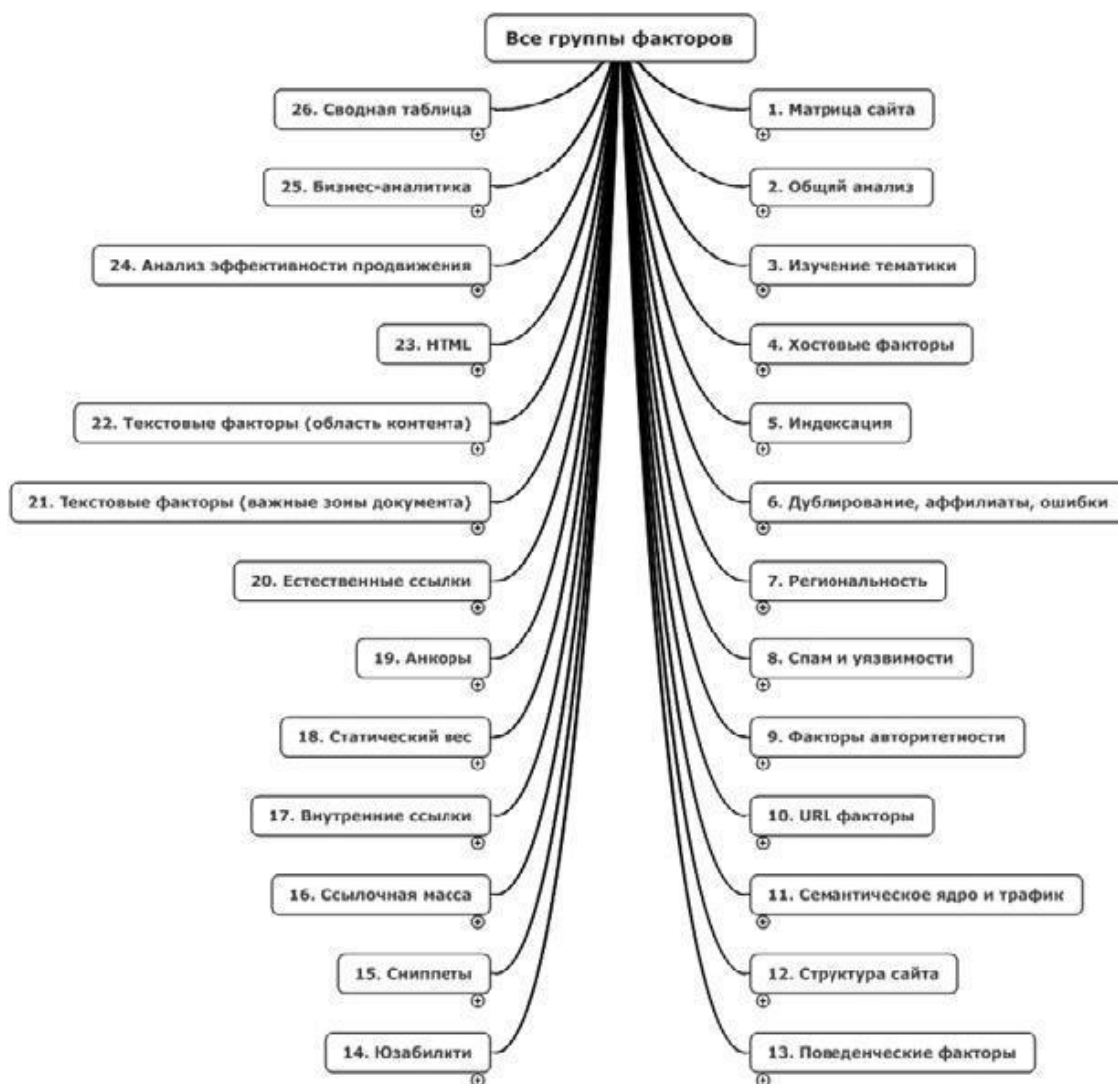 Все группы факторов
26. Сводная таблица
1. Матрица сайта
25. Бизнес-аналитика
2. Общий анализ
24. Анализ эффективности продвижения
3. Изучение тематики
23. HTML
4. Хостовые факторы
22. Текстовые факторы (область контента)
5. Индексация
21. Текстовые факторы (важные зоны документа)
6. Дублирование, аффилиаты, ошибки
20. Естественные ссылки
7. Региональность
19. Анкоры
8. Спам и уязвимости
18. Статический вес
9. Факторы авторитетности
17. Внутренние ссылки
10. URL факторы
16. Ссылочная масса
11. Семантическое ядро и трафик
15. Сниппеты
12. Структура сайта
14. Юзабилити
13. Поведенческие факторы